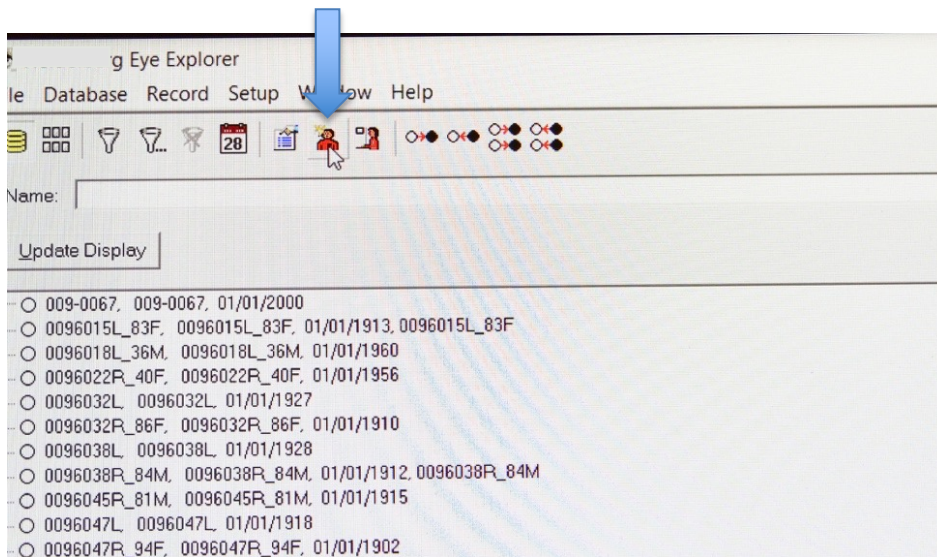 g Eye Explorer
le Database Record Setup Help
28
Name:
Update Display
009-0067, 009-0067, 01/01/2000
0096015L_83F, 0096015L_83F, 01/01/1913, 0096015L_83F
0096018L_36M, 0096018L_36M, 01/01/1960
0096022R_40F, 0096022R_40F, 01/01/1956
0096032L, 0096032L, 01/01/1927
0096032R_86F, 0096032R_86F, 01/01/1910
0096038L, 0096038L, 01/01/1928
0096038R_84M, 0096038R_84M, 01/01/1912, 0096038R_84M
0096045R_81M, 0096045R_81M, 01/01/1915
0096047L, 0096047L, 01/01/1918
0096047R_94F, 0096047R_94F, 01/01/1902